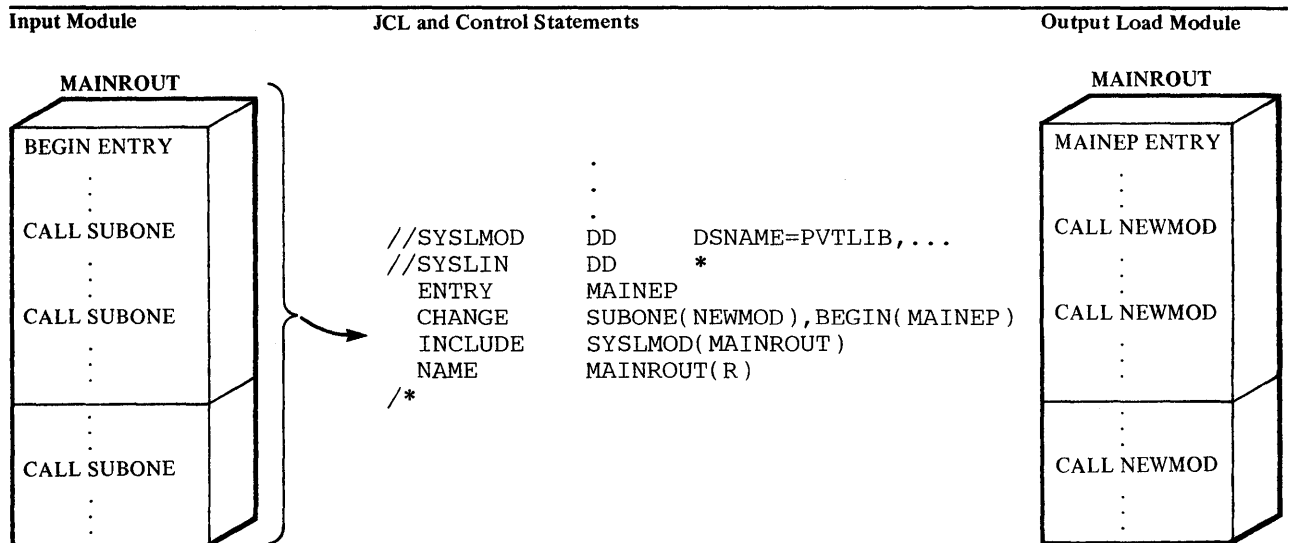 Input Module
JCL and Control Statements
Output Load Module
MAINROUT
BEGIN ENTRY
.
.
.
CALL SUBONE
.
.
.
CALL SUBONE
.
.
.
.
.
.
CALL SUBONE
.
.
.
.
.
.
//SYSLMOD DD DSNAME=PVTLIB,...
//SYSLIN DD *
ENTRY MAINEP
CHANGE SUBONE(NEWMOD),BEGIN(MAINEP)
INCLUDE SYSLMOD(MAINROUT)
NAME MAINROUT(R)
/*
MAINROUT
MAINEP ENTRY
.
.
.
CALL NEWMOD
.
.
.
CALL NEWMOD
.
.
.
.
.
.
CALL NEWMOD
.
.
.